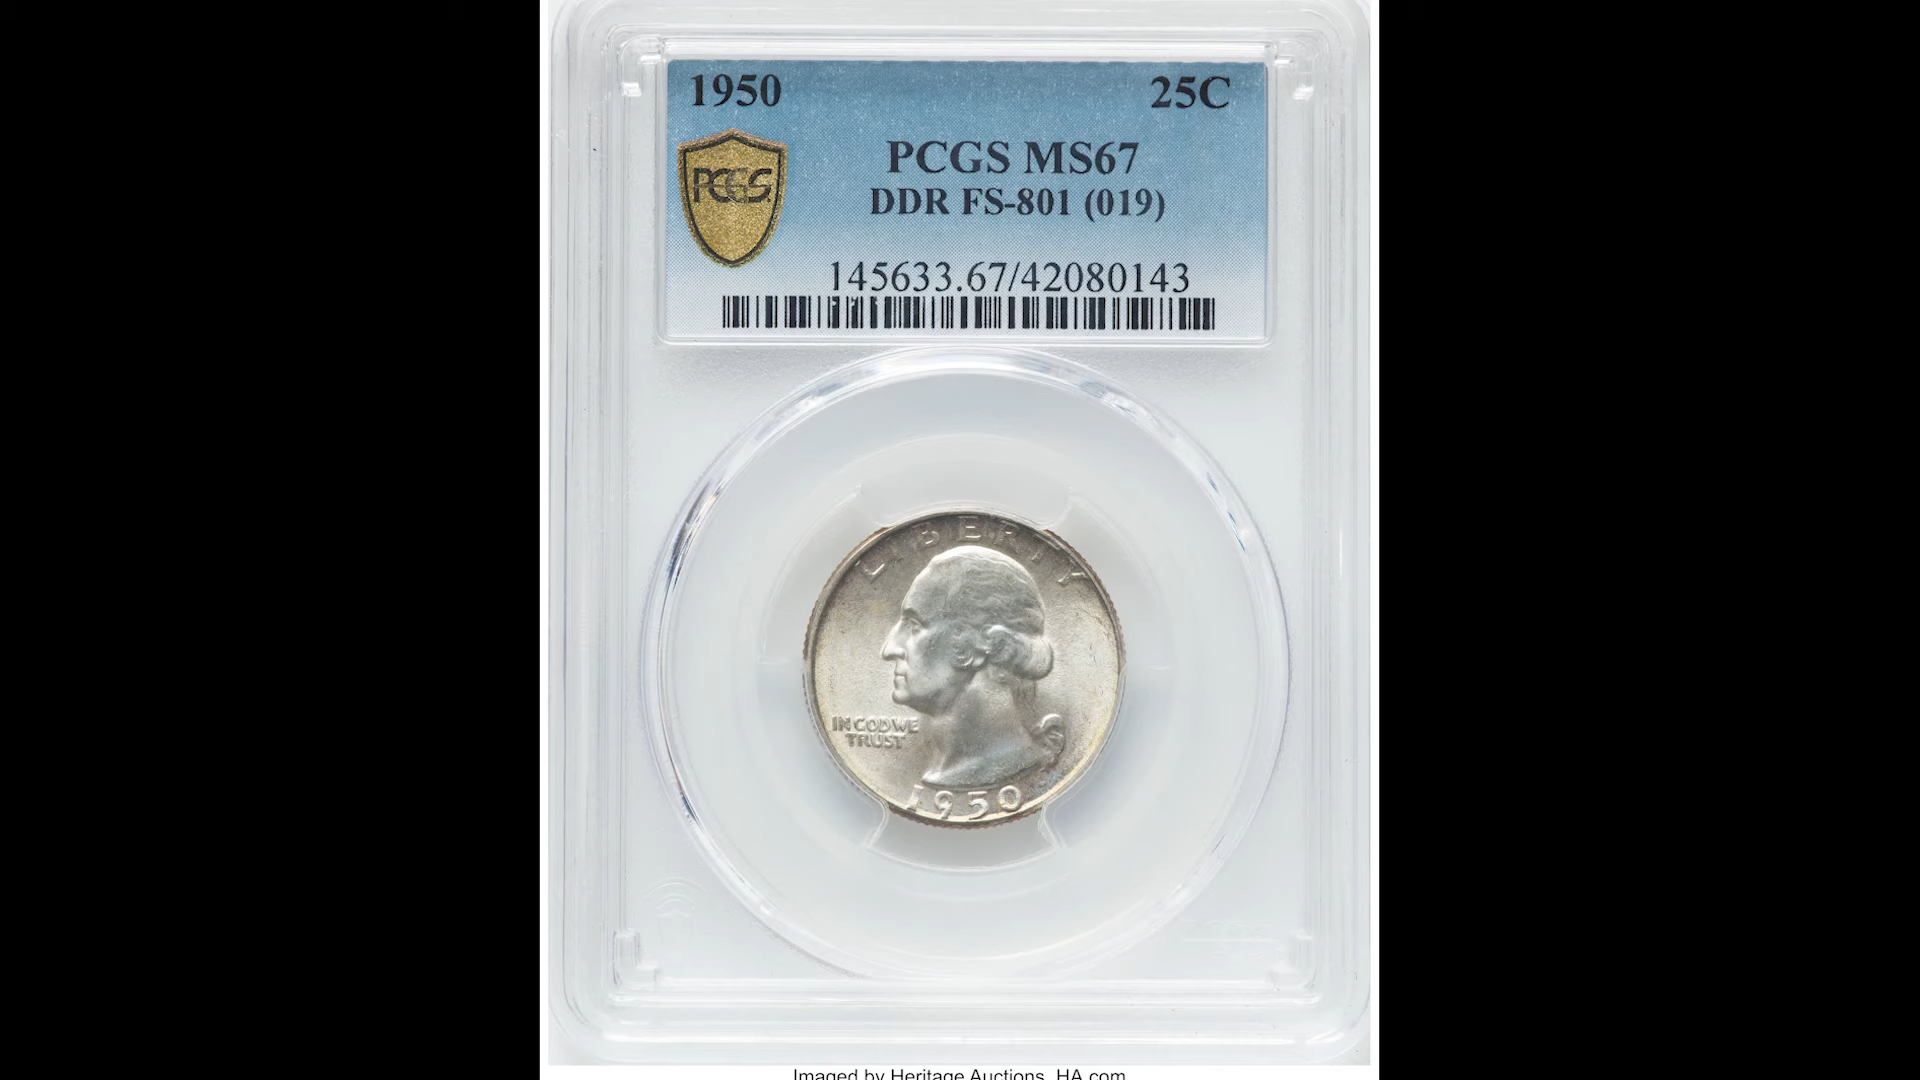 1950 25C
PCGS
PCGS MS67
DDR FS-801 (019)
145633.67/42080143
LIBERTY
IN GOD WE
TRUST
1950
Imaged by Heritage Auctions, HA.com